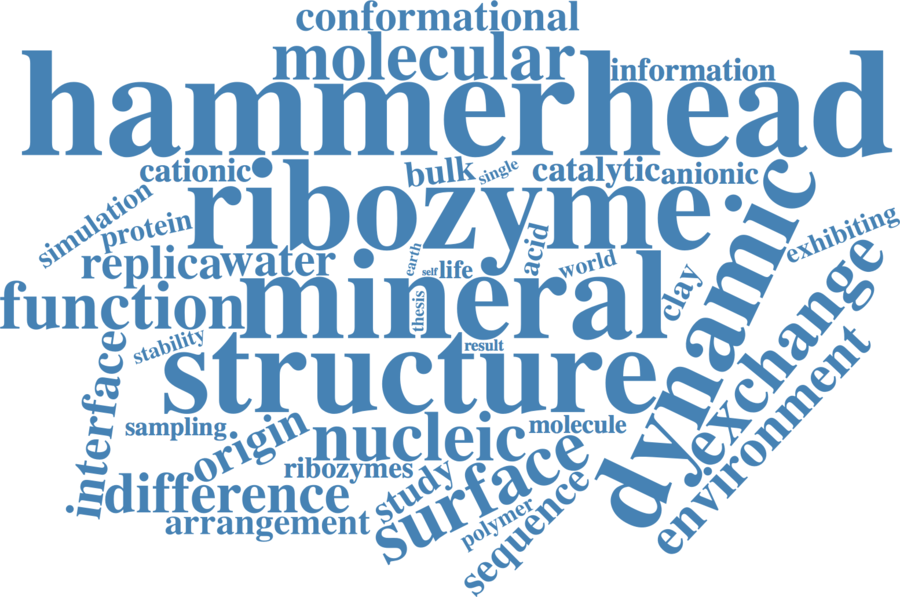 conformational
molecular
information
hammerhead
cationic
bulk
single
catalytic
anionic
ribozyme
simulation
protein
dynamic
exhibiting
replica
water
earth
self
life
acid
world
clay
function
mineral
thesis
exchange
stability
structure
result
interface
environment
sampling
origin
nucleic
molecule
ribozymes
difference
study
surface
arrangement
polymer
sequence